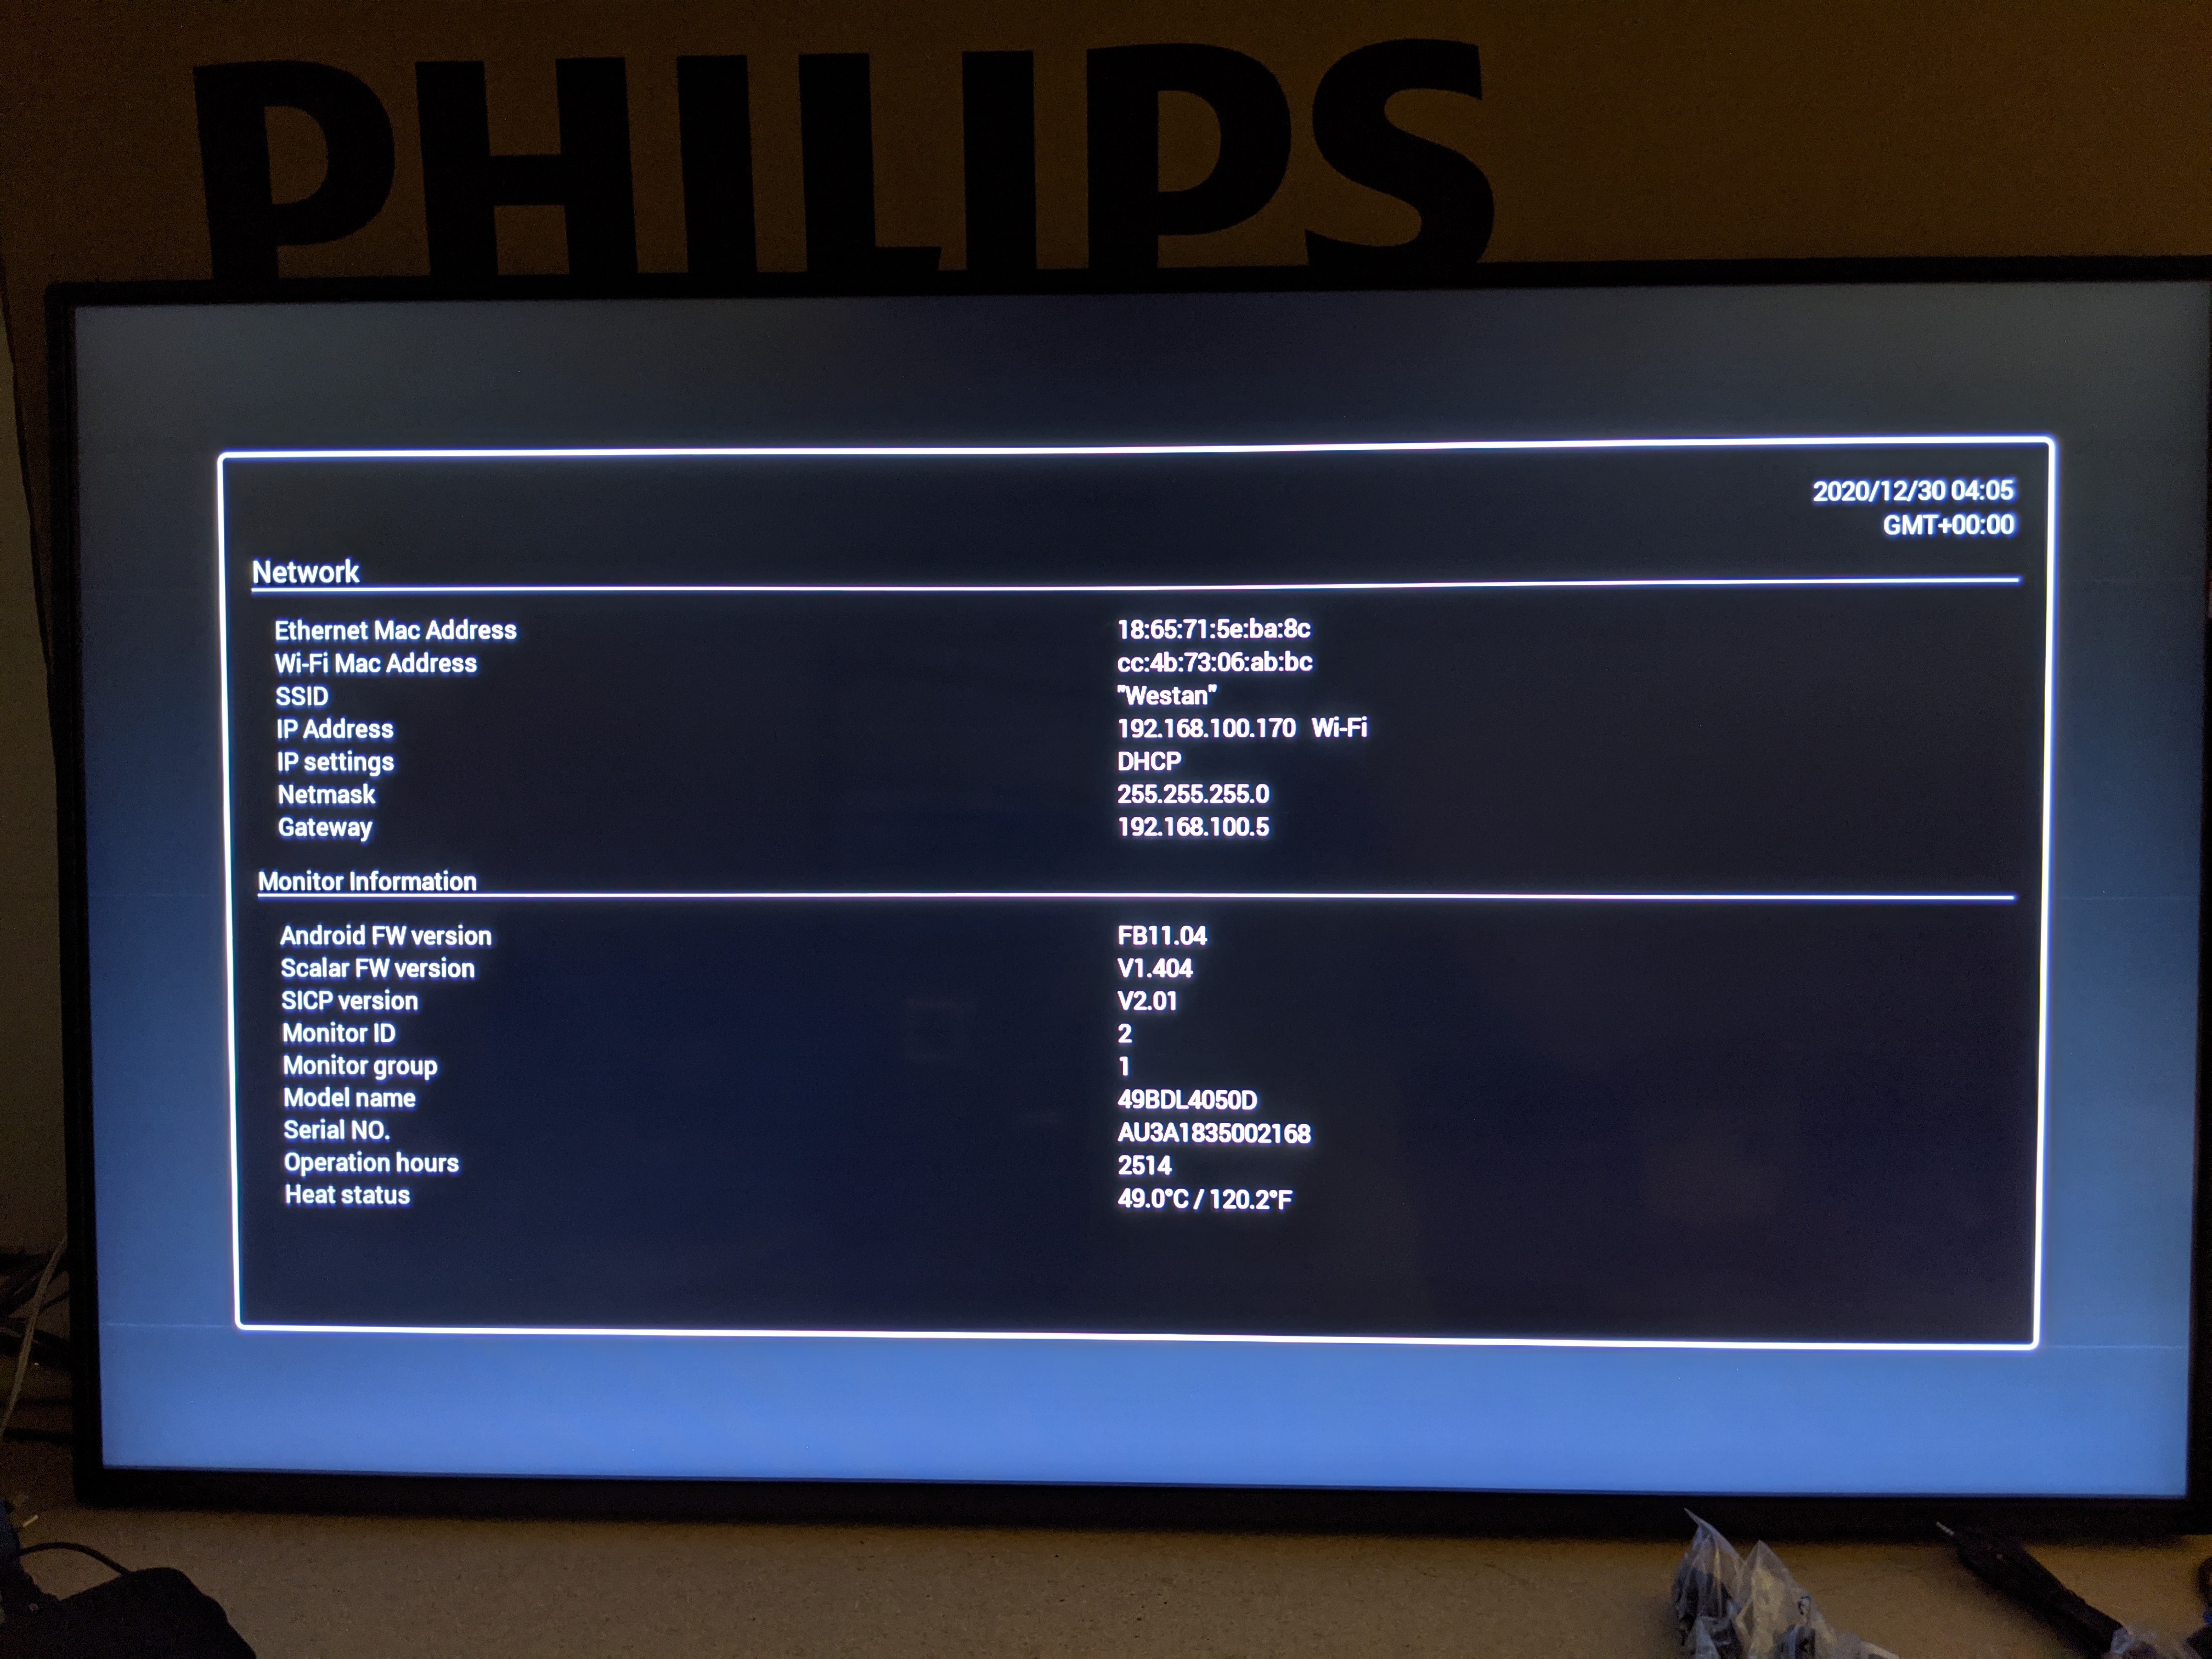 PHILIPS
2020/12/30 04:05
GMT+00:00
Network
Ethernet Mac Address 18:65:71:5e:ba:8c
Wi-Fi Mac Address cc:4b:73:06:ab:bc
SSID "Westan"
IP Address 192.168.100.170 Wi-Fi
IP settings DHCP
Netmask 255.255.255.0
Gateway 192.168.100.5
Monitor Information
Android FW version FB11.04
Scalar FW version V1.404
SICP version V2.01
Monitor ID 2
Monitor group 1
Model name 49BDL4050D
Serial NO. AU3A1835002168
Operation hours 2514
Heat status 49.0°C / 120.2°F